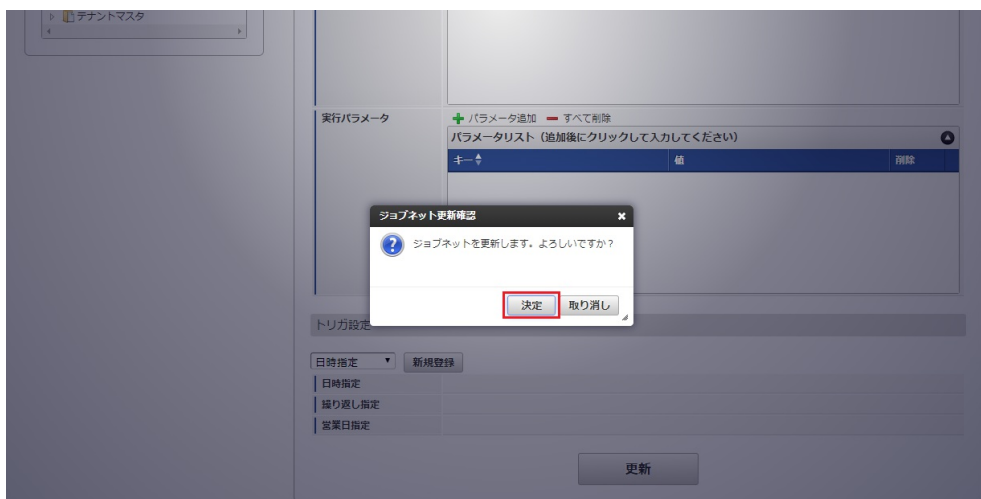 テナントマスタ
実行パラメータ
パラメータ追加 すべて削除
パラメータリスト（追加後にクリックして入力してください）
キー 値 削除
ジョブネット更新確認
ジョブネットを更新します。よろしいですか？
決定 取り消し
トリガ設定
日時指定 新規登録
日時指定
繰り返し指定
営業日指定
更新